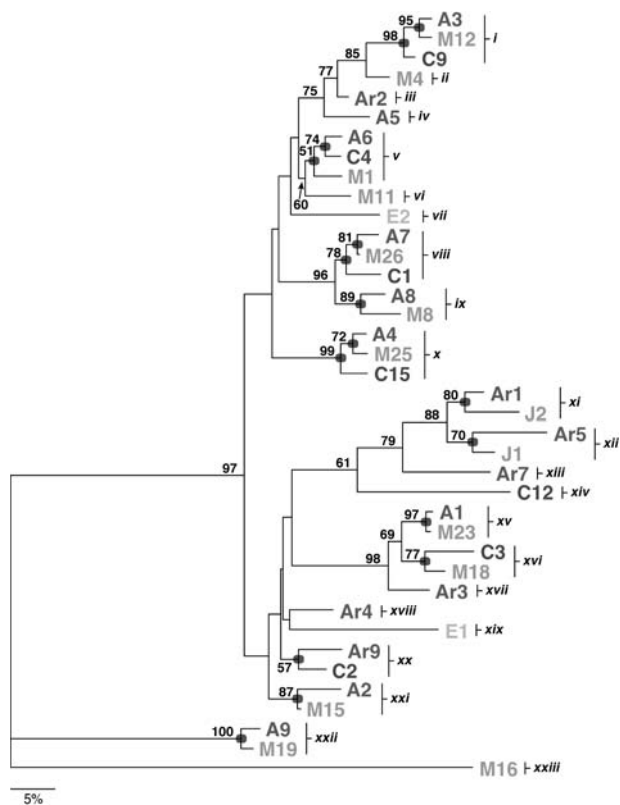 95 A3
98 M12 i
85 C9
77 M4 ii
75 Ar2 iii
A5 iv
74 A6
51 C4 v
M1
M11 vi
60
E2 vii
81 A7
78 M26 viii
96 C1
89 A8
M8 ix
72 A4
99 M25 x
C15
80 Ar1 xi
88 J2
70 Ar5 xii
79 J1
97 61 Ar7 xiii
C12 xiv
97 A1 xv
69 M23
77 C3 xvi
98 M18
Ar3 xvii
Ar4 xviii
E1 xix
Ar9 xx
57 C2
87 A2 xxi
M15
100 A9 xxii
M19
M16 xxiii
5%